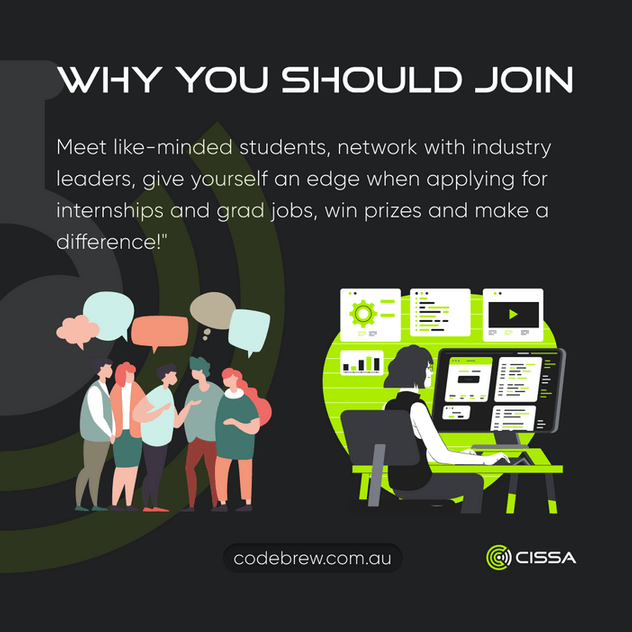 WHY YOU SHOULD JOIN
Meet like-minded students, network with industry
leaders, give yourself an edge when applying for
internships and grad jobs, win prizes and make a
difference!"
codebrew.com.au
CISSA